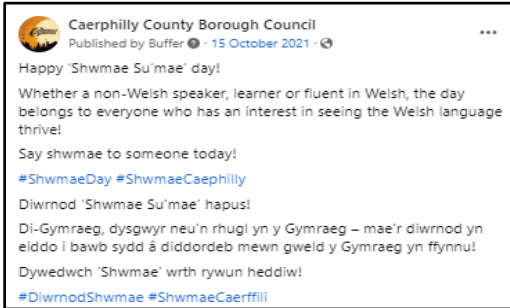 Caerphilly County Borough Council
Published by Buffer · 15 October 2021 ·
Happy ‘Shwmae Su’mae’ day!
Whether a non-Welsh speaker, learner or fluent in Welsh, the day
belongs to everyone who has an interest in seeing the Welsh language
thrive!
Say shwmae to someone today!
#ShwmaeDay #ShwmaeCaephilly
Diwrnod ‘Shwmae Su’mae’ hapus!
Di-Gymraeg, dysgwyr neu’n rhugl yn y Gymraeg – mae’r diwrnod yn
eiddo i bawb sydd â diddordeb mewn gweld y Gymraeg yn ffynnu!
Dywedwch ‘Shwmae’ wrth rywun heddiw!
#DiwrnodShwmae #ShwmaeCaerffili